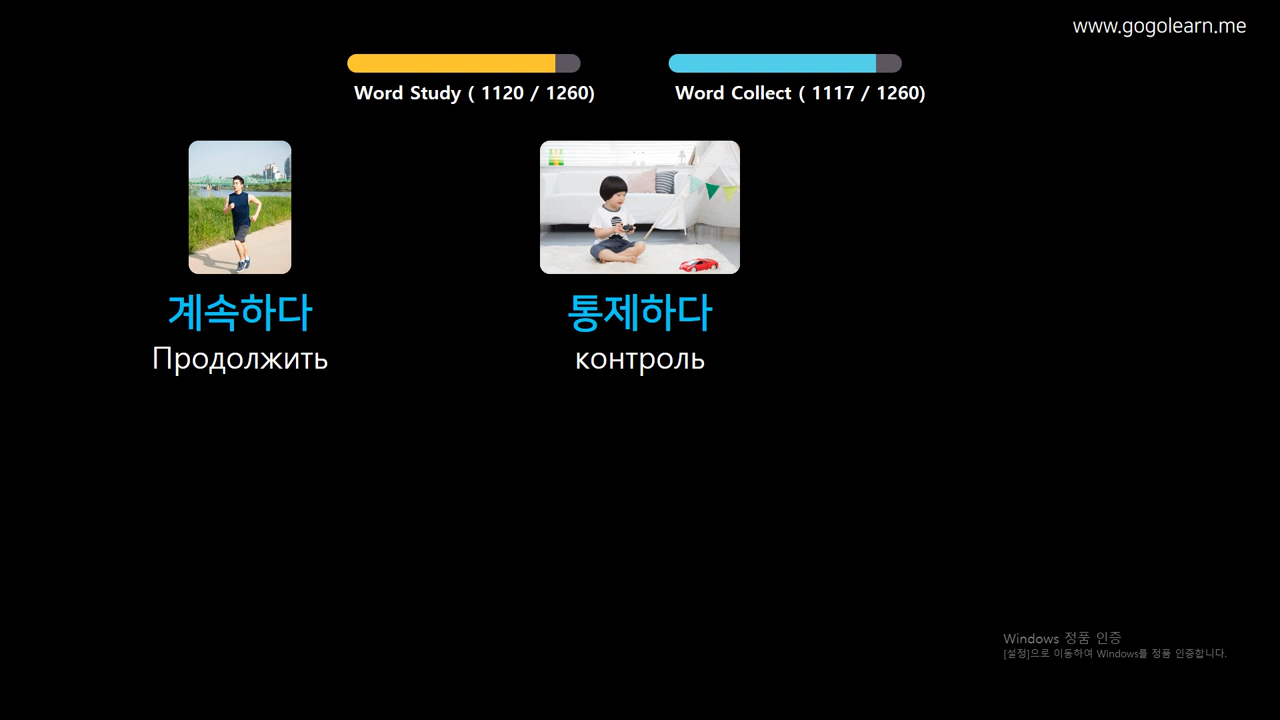 www.gogolearn.me
Word Study ( 1120 / 1260)
Word Collect ( 1117 / 1260)
계속하다
Продолжить
통제하다
контроль
Windows 정품 인증
[설정]으로 이동하여 Windows를 정품 인증합니다.